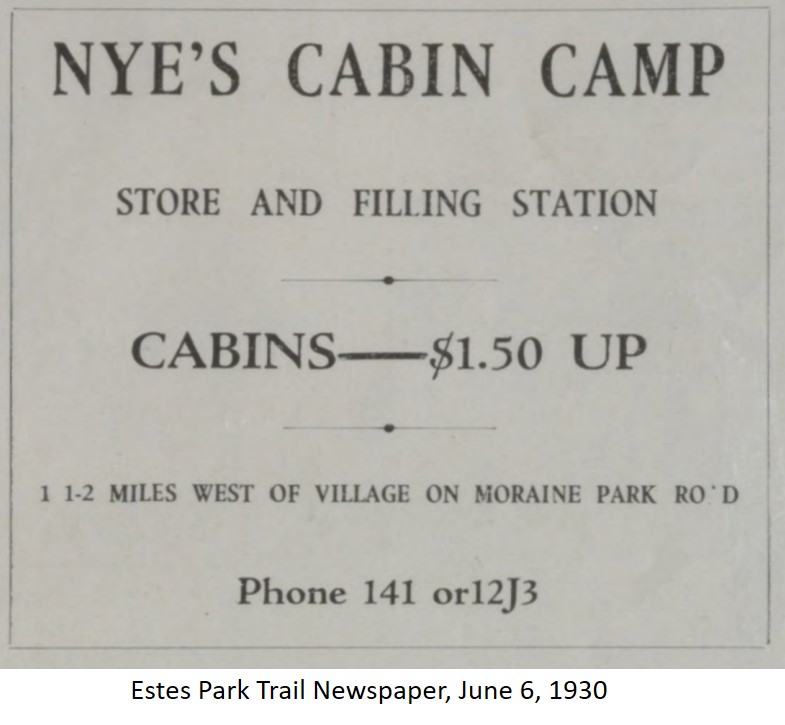 NYE'S CABIN CAMP
STORE AND FILLING STATION
CABINS—$1.50 UP
1 1-2 MILES WEST OF VILLAGE ON MORAINE PARK RO'D
Phone 141 or12J3
Estes Park Trail Newspaper, June 6, 1930